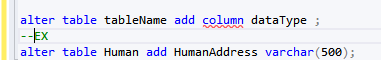 alter table tableName add column dataType ;
--EX
alter table Human add HumanAddress varchar(500);